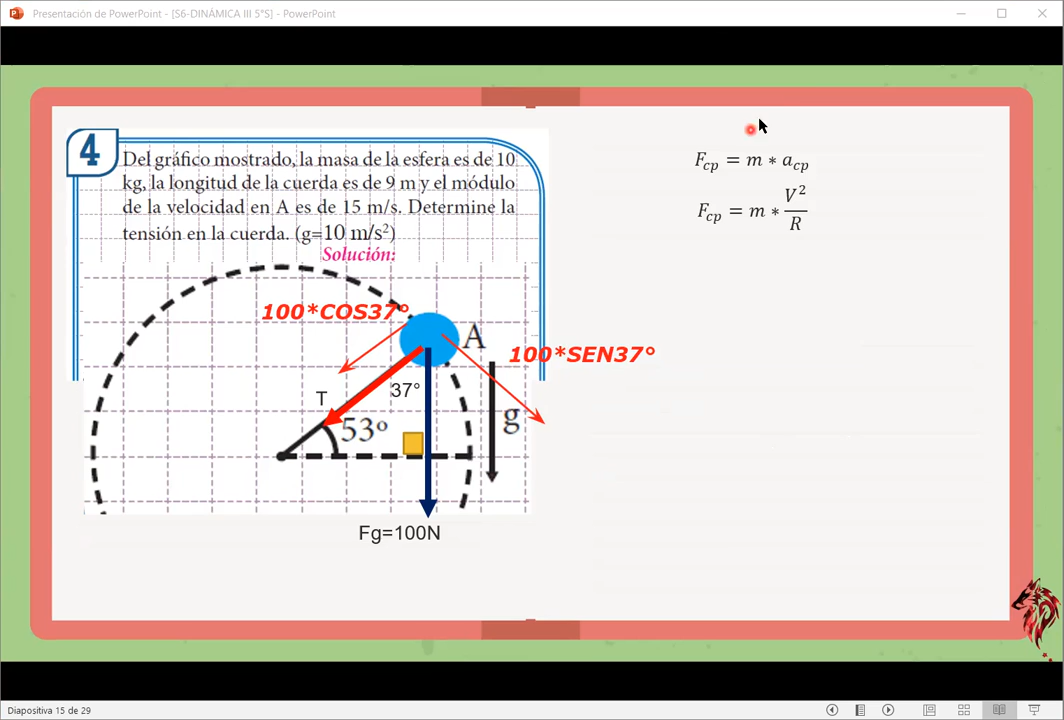 Presentación de PowerPoint - [S6-DINÁMICA III 5°S] - PowerPoint
4
Del gráfico mostrado, la masa de la esfera es de 10
kg, la longitud de la cuerda es de 9 m y el módulo
de la velocidad en A es de 15 m/s. Determine la
tensión en la cuerda. (g=10 m/s²)
Solución:
100*COS37°
A
100*SEN37°
37°
T
53°
g
Fg=100N
F_cp = m * a_cp
F_cp = m * V²/R
Diapositiva 15 de 29